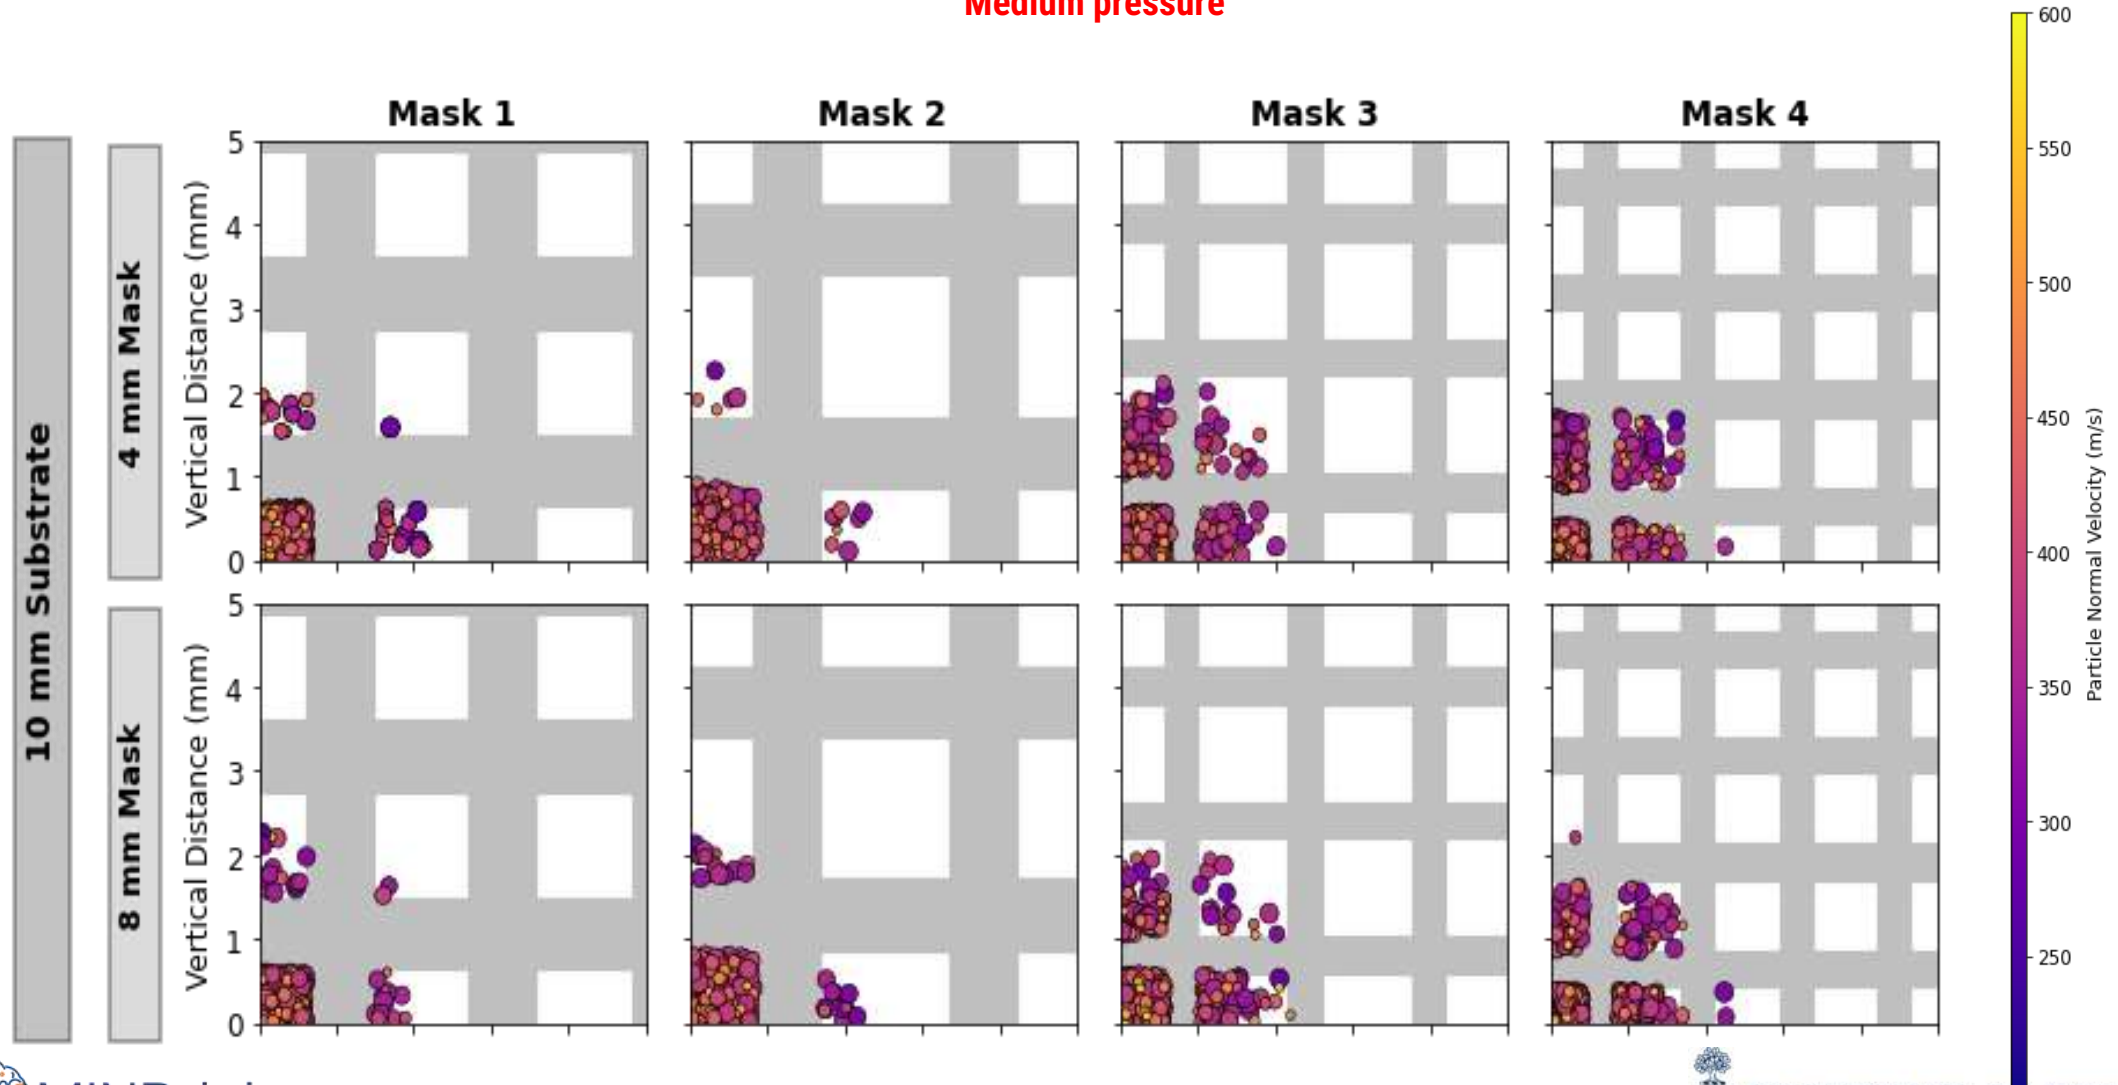 Medium pressure
Mask 1
Mask 2
Mask 3
Mask 4
10 mm Substrate
4 mm Mask
8 mm Mask
Vertical Distance (mm)
5
4
3
2
1
0
Vertical Distance (mm)
5
4
3
2
1
0
600
550
500
450
400
350
300
250
Particle Normal Velocity (m/s)